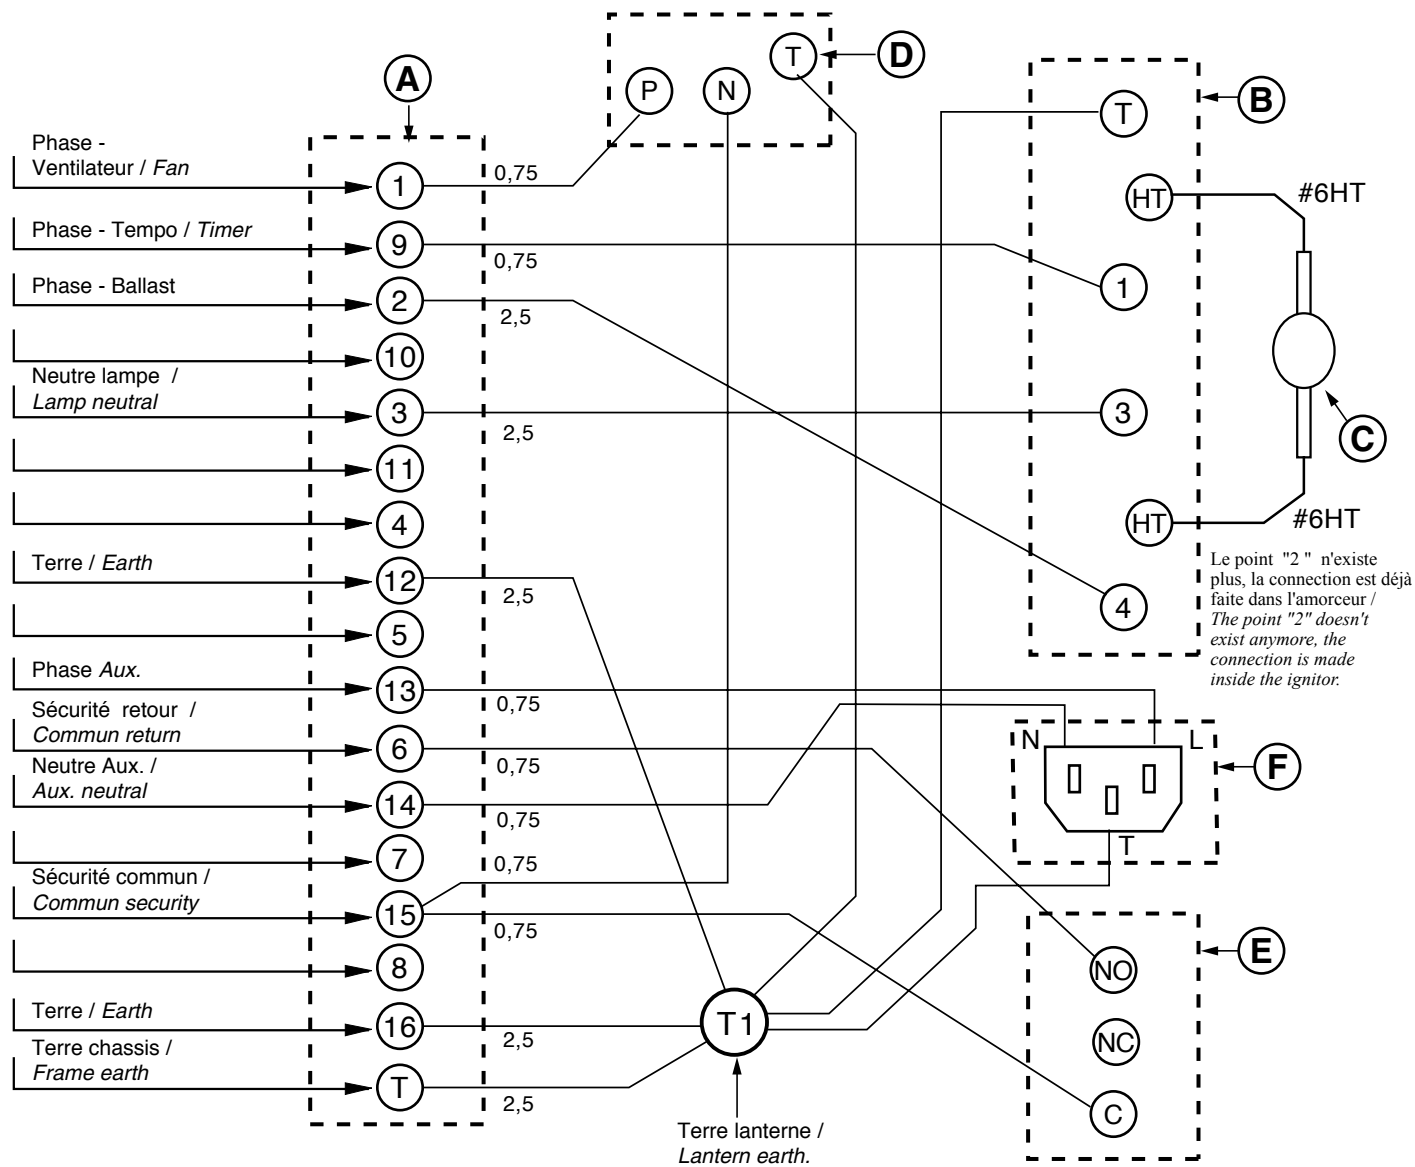 A
D
B
P
N
T
T
Phase -
Ventilateur / Fan
1
0,75
HT
#6HT
Phase - Tempo / Timer
9
0,75
1
Phase - Ballast
2
2,5
10
Neutre lampe /
Lamp neutral
3
2,5
3
C
11
4
HT
#6HT
Terre / Earth
12
2,5
4
Le point "2 " n'existe
plus, la connection est déjà
faite dans l'amorceur /
The point "2" doesn't
exist anymore, the
connection is made
inside the ignitor.
5
Phase Aux.
13
0,75
Sécurité retour /
Commun return
6
0,75
N
L
F
T
Neutre Aux. /
Aux. neutral
14
0,75
7
0,75
Sécurité commun /
Commun security
15
0,75
8
E
NO
NC
C
Terre / Earth
16
2,5
T1
Terre chassis /
Frame earth
T
2,5
Terre lanterne /
Lantern earth.